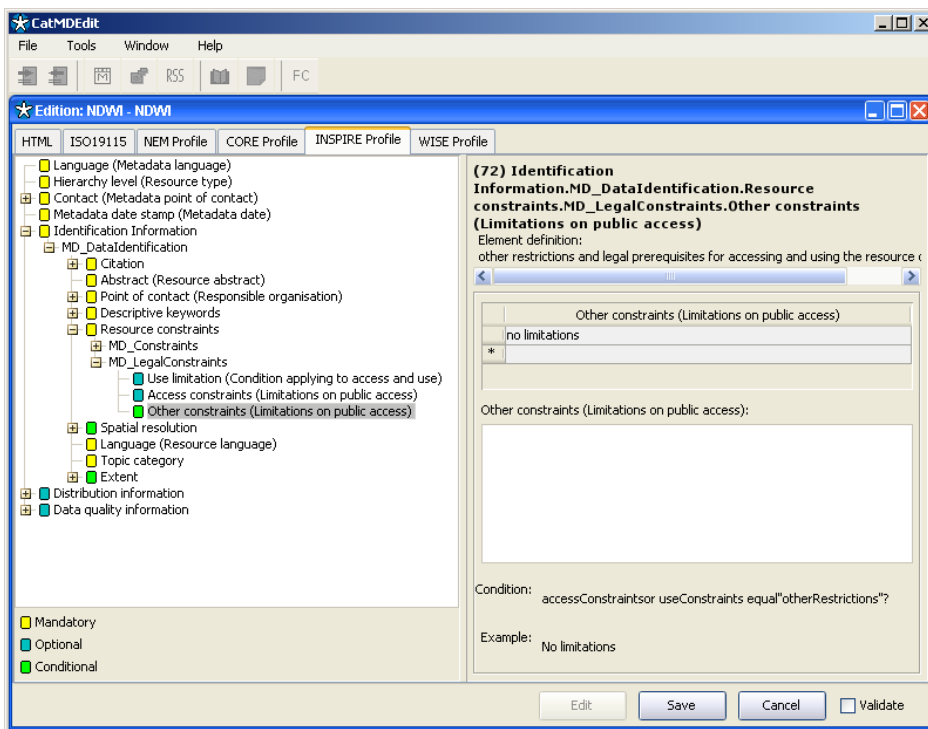 CatMDEdit
File Tools Window Help
RSS FC
Edition: NDWI - NDWI
HTML ISO19115 NEM Profile CORE Profile INSPIRE Profile WISE Profile
Language (Metadata language)
Hierarchy level (Resource type)
Contact (Metadata point of contact)
Metadata date stamp (Metadata date)
Identification Information
MD_DataIdentification
Citation
Abstract (Resource abstract)
Point of contact (Responsible organisation)
Descriptive keywords
Resource constraints
MD_Constraints
MD_LegalConstraints
Use limitation (Condition applying to access and use)
Access constraints (Limitations on public access)
Other constraints (Limitations on public access)
Spatial resolution
Language (Resource language)
Topic category
Extent
Distribution information
Data quality information
Mandatory
Optional
Conditional
(72) Identification
Information.MD_DataIdentification.Resource
constraints.MD_LegalConstraints.Other constraints
(Limitations on public access)
Element definition:
other restrictions and legal prerequisites for accessing and using the resource
Other constraints (Limitations on public access)
no limitations
*
Other constraints (Limitations on public access):
Condition: accessConstraintsor useConstraints equal"otherRestrictions"?
Example: No limitations
Edit Save Cancel Validate